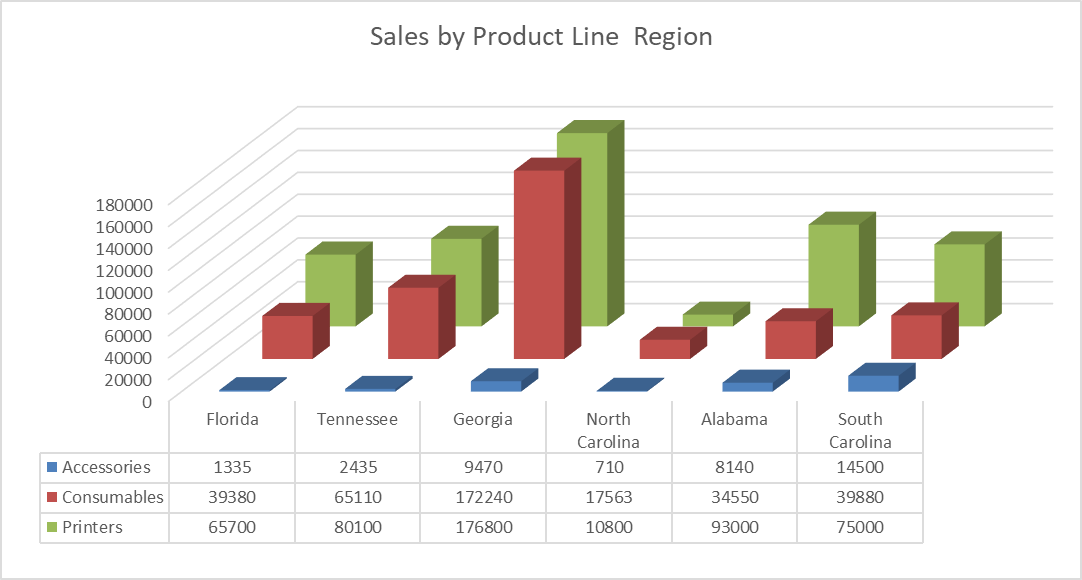 Sales by Product Line  Region
180000
160000
140000
120000
100000
80000
60000
40000
20000
0
Florida Tennessee Georgia North Carolina Alabama South Carolina
Accessories 1335 2435 9470 710 8140 14500
Consumables 39380 65110 172240 17563 34550 39880
Printers 65700 80100 176800 10800 93000 75000